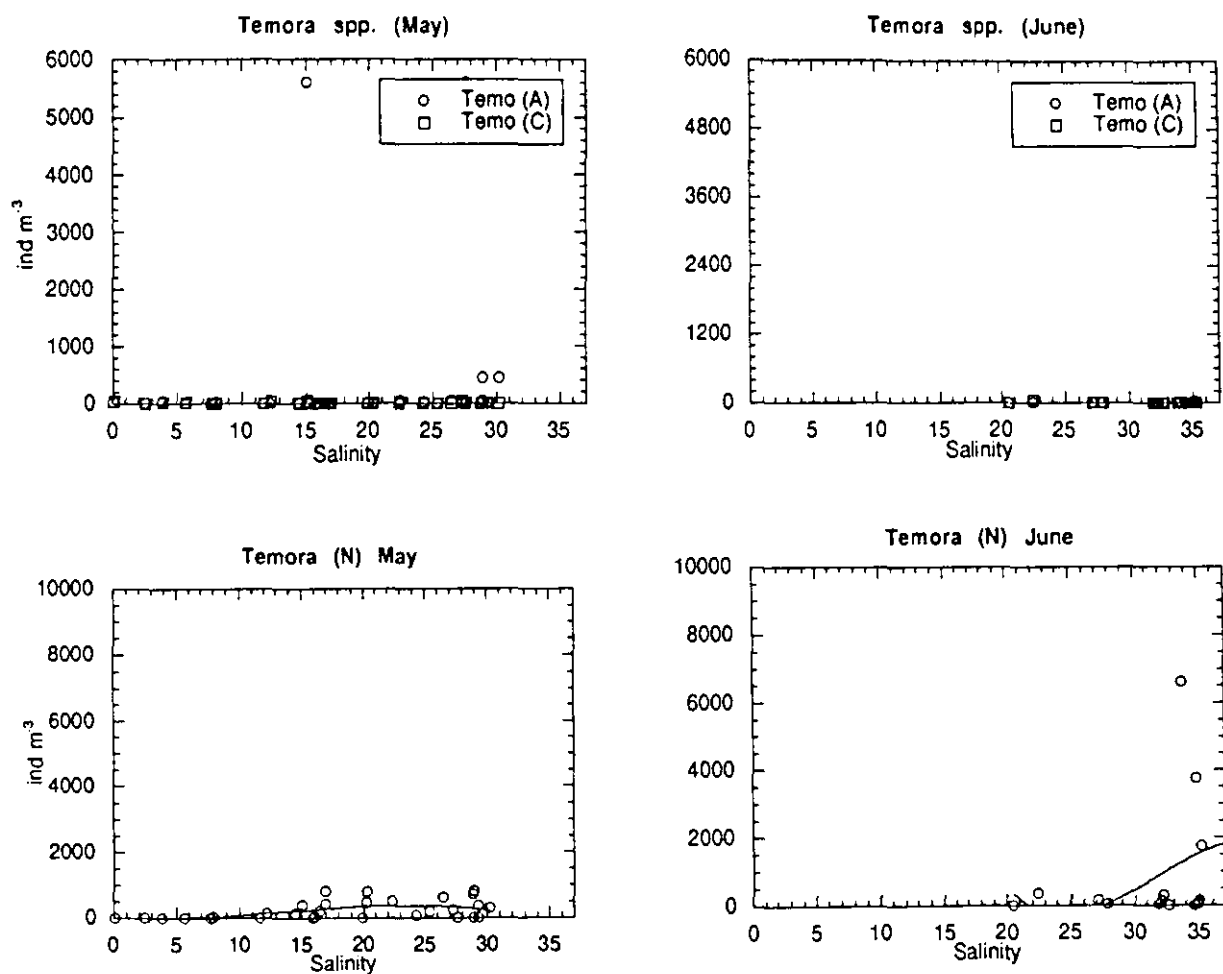 Temora spp. (May)
6000
5000
4000
3000
2000
1000
0
ind m-3
Temo (A)
Temo (C)
0 5 10 15 20 25 30 35
Salinity
Temora spp. (June)
6000
4800
3600
2400
1200
0
Temo (A)
Temo (C)
0 5 10 15 20 25 30 35
Salinity
Temora (N) May
10000
8000
6000
4000
2000
0
ind m-3
0 5 10 15 20 25 30 35
Salinity
Temora (N) June
10000
8000
6000
4000
2000
0
0 5 10 15 20 25 30 35
Salinity